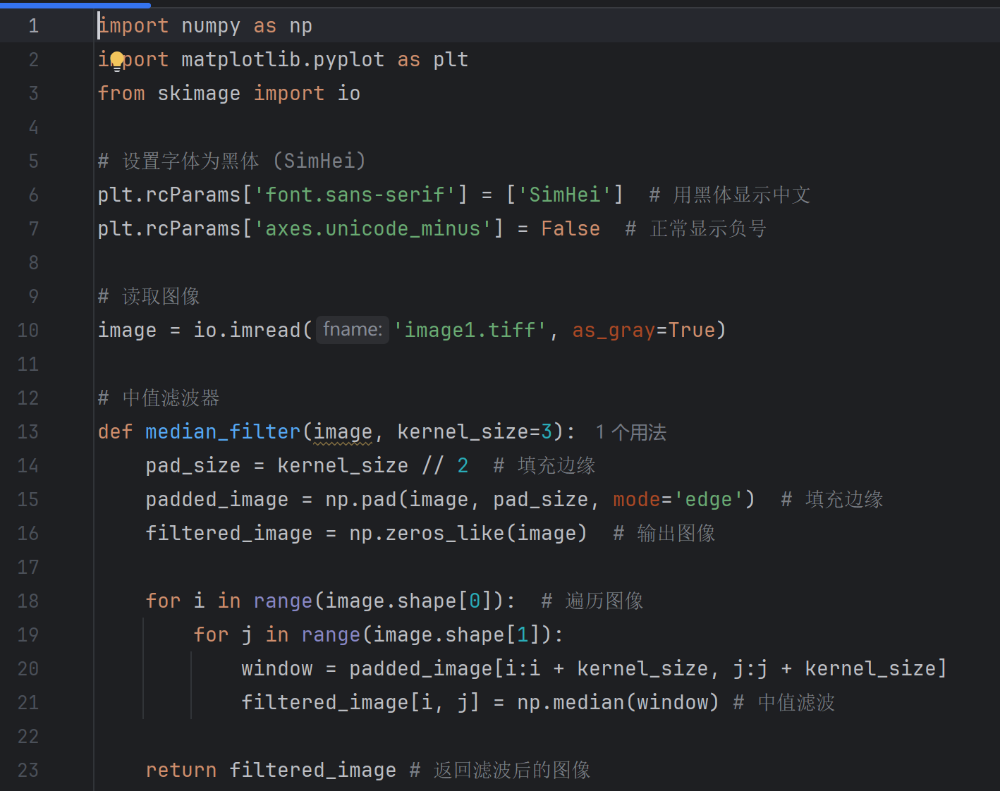 1 import numpy as np
2 import matplotlib.pyplot as plt
3 from skimage import io
4
5 # 设置字体为黑体 (SimHei)
6 plt.rcParams['font.sans-serif'] = ['SimHei']  # 用黑体显示中文
7 plt.rcParams['axes.unicode_minus'] = False  # 正常显示负号
8
9 # 读取图像
10 image = io.imread( fname: 'image1.tiff', as_gray=True)
11
12 # 中值滤波器
13 def median_filter(image, kernel_size=3):  1 个用法
14     pad_size = kernel_size // 2  # 填充边缘
15     padded_image = np.pad(image, pad_size, mode='edge')  # 填充边缘
16     filtered_image = np.zeros_like(image)  # 输出图像
17
18     for i in range(image.shape[0]):  # 遍历图像
19         for j in range(image.shape[1]):
20             window = padded_image[i:i + kernel_size, j:j + kernel_size]
21             filtered_image[i, j] = np.median(window) # 中值滤波
22
23     return filtered_image # 返回滤波后的图像